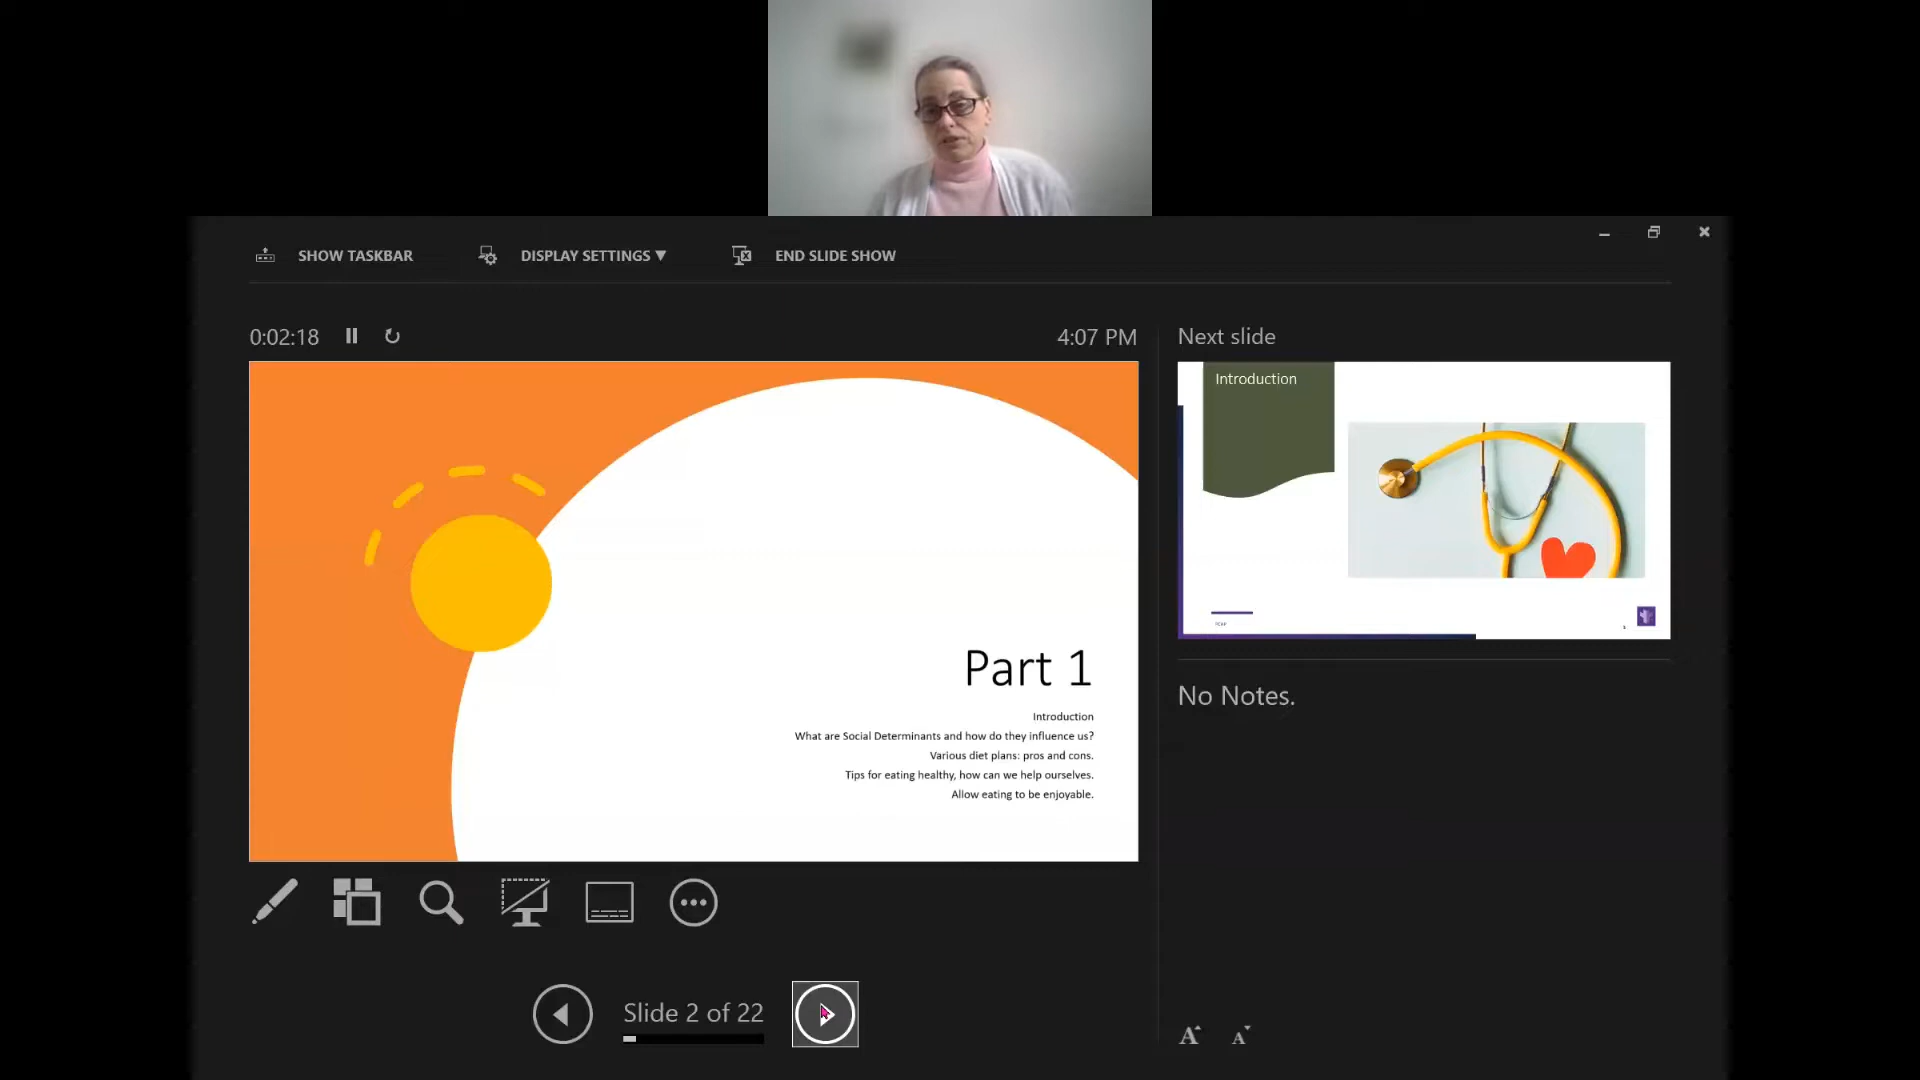 SHOW TASKBAR
DISPLAY SETTINGS ▼
END SLIDE SHOW
0:02:18
4:07 PM
Next slide
Part 1
Introduction
What are Social Determinants and how do they influence us?
Various diet plans: pros and cons.
Tips for eating healthy, how can we help ourselves.
Allow eating to be enjoyable.
Introduction
No Notes.
Slide 2 of 22
A
A